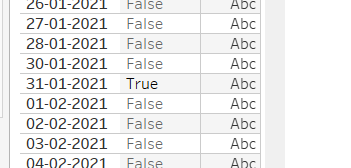 26-01-2021 False Abc
27-01-2021 False Abc
28-01-2021 False Abc
30-01-2021 False Abc
31-01-2021 True Abc
01-02-2021 False Abc
02-02-2021 False Abc
03-02-2021 False Abc
04-02-2021 False Abc